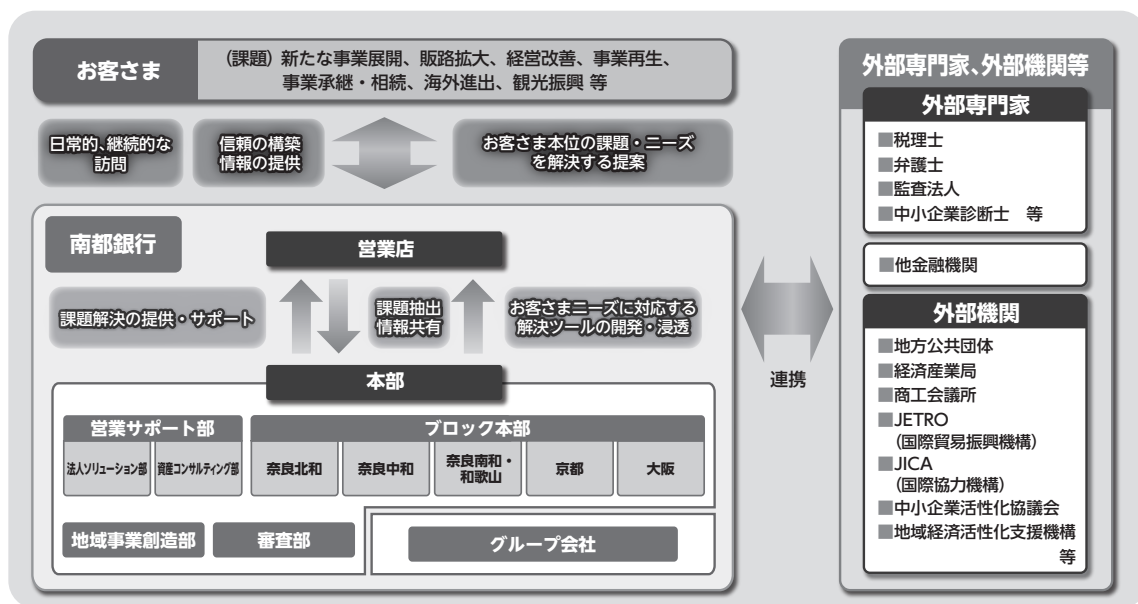 お客さま
(課題) 新たな事業展開、販路拡大、経営改善、事業再生、
事業承継・相続、海外進出、観光振興 等
日常的、継続的な
訪問
信頼の構築
情報の提供
お客さま本位の課題・ニーズ
を解決する提案
南都銀行
営業店
課題解決の提供・サポート
課題抽出
情報共有
お客さまニーズに対応する
解決ツールの開発・浸透
本部
営業サポート部
法人ソリューション部
資産コンサルティング部
ブロック本部
奈良北和
奈良中和
奈良南和・
和歌山
京都
大阪
地域事業創造部
審査部
グループ会社
連携
外部専門家、外部機関等
外部専門家
■税理士
■弁護士
■監査法人
■中小企業診断士 等
■他金融機関
外部機関
■地方公共団体
■経済産業局
■商工会議所
■JETRO
(国際貿易振興機構)
■JICA
(国際協力機構)
■中小企業活性化協議会
■地域経済活性化支援機構
等